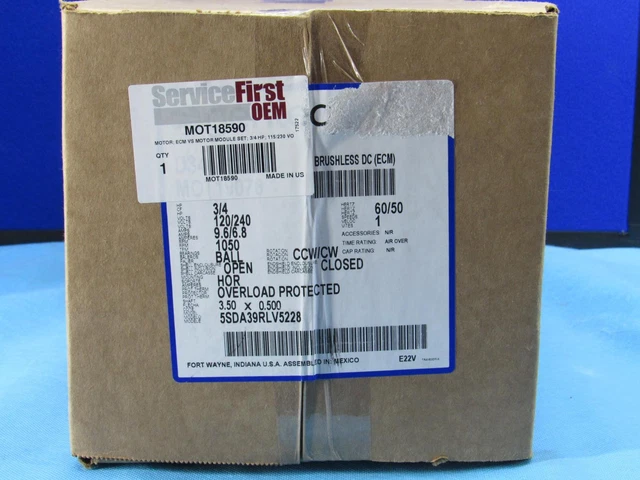 ServiceFirst
OEM
MOT18590
MOTOR; ECM VS MOTOR/MODULE SET; 3/4 HP; 115/230 VO
QTY
1
MOT18590
MADE IN US
17523
C
BRUSHLESS DC (ECM)
3/4
120/240
9.6/6.8
1050
BALL
OPEN
HOR
OVERLOAD PROTECTED
3.50 x 0.500
5SDA39RLV5228
CCW/CW
CLOSED
60/50
1
ACCESSORIES N/R
TIME RATING AIR OVER
CAP RATING N/R
FORT WAYNE, INDIANA U.S.A. ASSEMBLED IN MEXICO
E22V